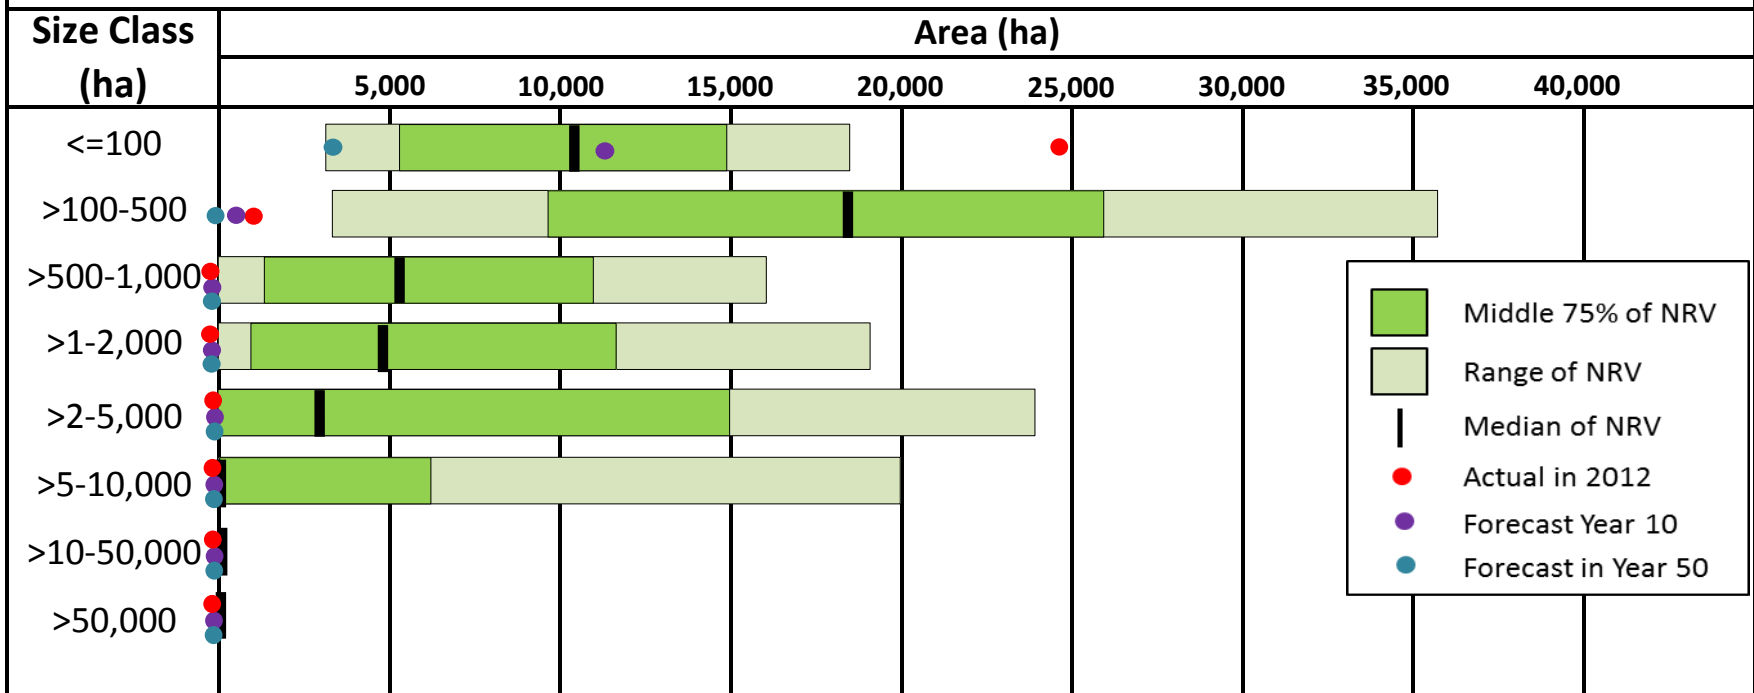 Size Class
(ha)
Area (ha)
5,000 10,000 15,000 20,000 25,000 30,000 35,000 40,000
<=100
>100-500
>500-1,000
>1-2,000
>2-5,000
>5-10,000
>10-50,000
>50,000
Middle 75% of NRV
Range of NRV
Median of NRV
Actual in 2012
Forecast Year 10
Forecast in Year 50